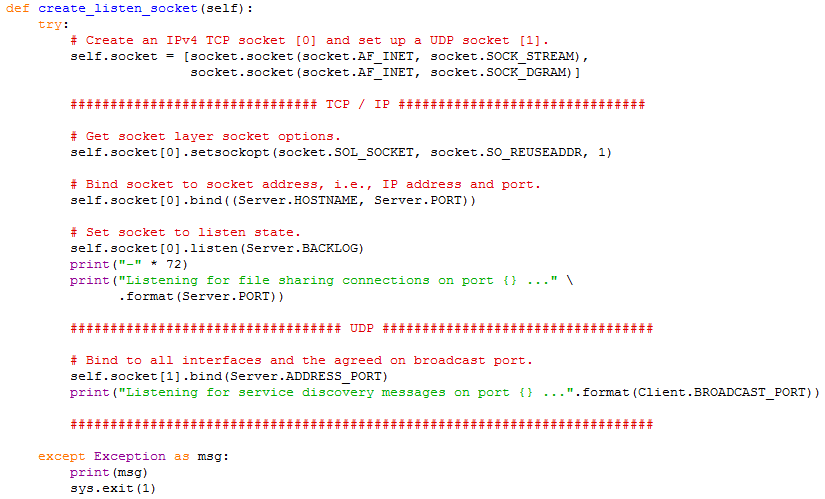 def create_listen_socket(self):
    try:
        # Create an IPv4 TCP socket [0] and set up a UDP socket [1].
        self.socket = [socket.socket(socket.AF_INET, socket.SOCK_STREAM),
                       socket.socket(socket.AF_INET, socket.SOCK_DGRAM)]
        ############################### TCP / IP ###############################
        # Get socket layer socket options.
        self.socket[0].setsockopt(socket.SOL_SOCKET, socket.SO_REUSEADDR, 1)
        # Bind socket to socket address, i.e., IP address and port.
        self.socket[0].bind((Server.HOSTNAME, Server.PORT))
        # Set socket to listen state.
        self.socket[0].listen(Server.BACKLOG)
        print("-" * 72)
        print("Listening for file sharing connections on port {} ..." \
              .format(Server.PORT))
        ################################## UDP ##################################
        # Bind to all interfaces and the agreed on broadcast port.
        self.socket[1].bind(Server.ADDRESS_PORT)
        print("Listening for service discovery messages on port {} ...".format(Client.BROADCAST_PORT))
        #########################################################################
    except Exception as msg:
        print(msg)
        sys.exit(1)